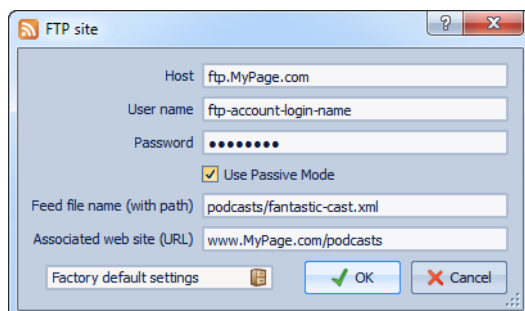 FTP site
Host ftp.MyPage.com
User name ftp-account-login-name
Password ••••••••
Use Passive Mode
Feed file name (with path) podcasts/fantastic-cast.xml
Associated web site (URL) www.MyPage.com/podcasts
Factory default settings OK Cancel